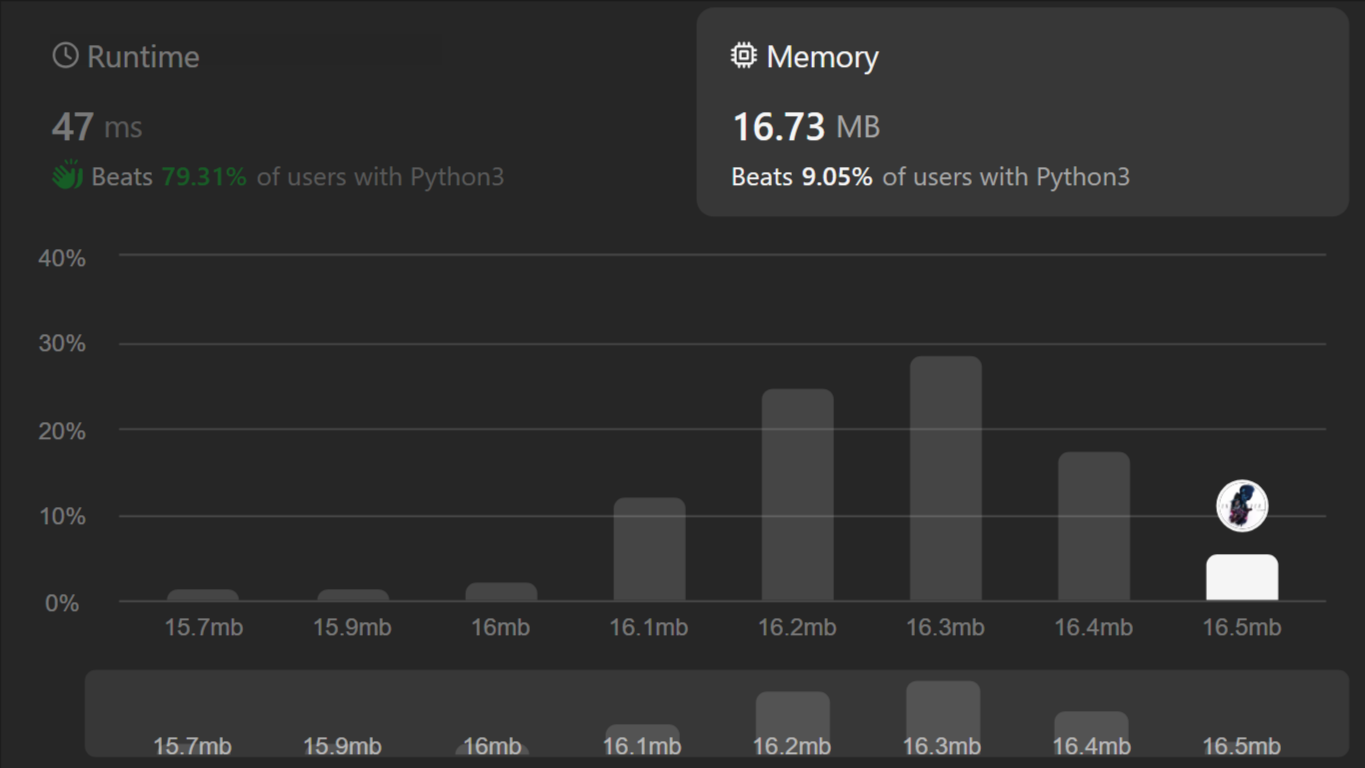 Runtime
47 ms
Beats 79.31% of users with Python3
Memory
16.73 MB
Beats 9.05% of users with Python3
40%
30%
20%
10%
0%
15.7mb 15.9mb 16mb 16.1mb 16.2mb 16.3mb 16.4mb 16.5mb
15.7mb 15.9mb 16mb 16.1mb 16.2mb 16.3mb 16.4mb 16.5mb